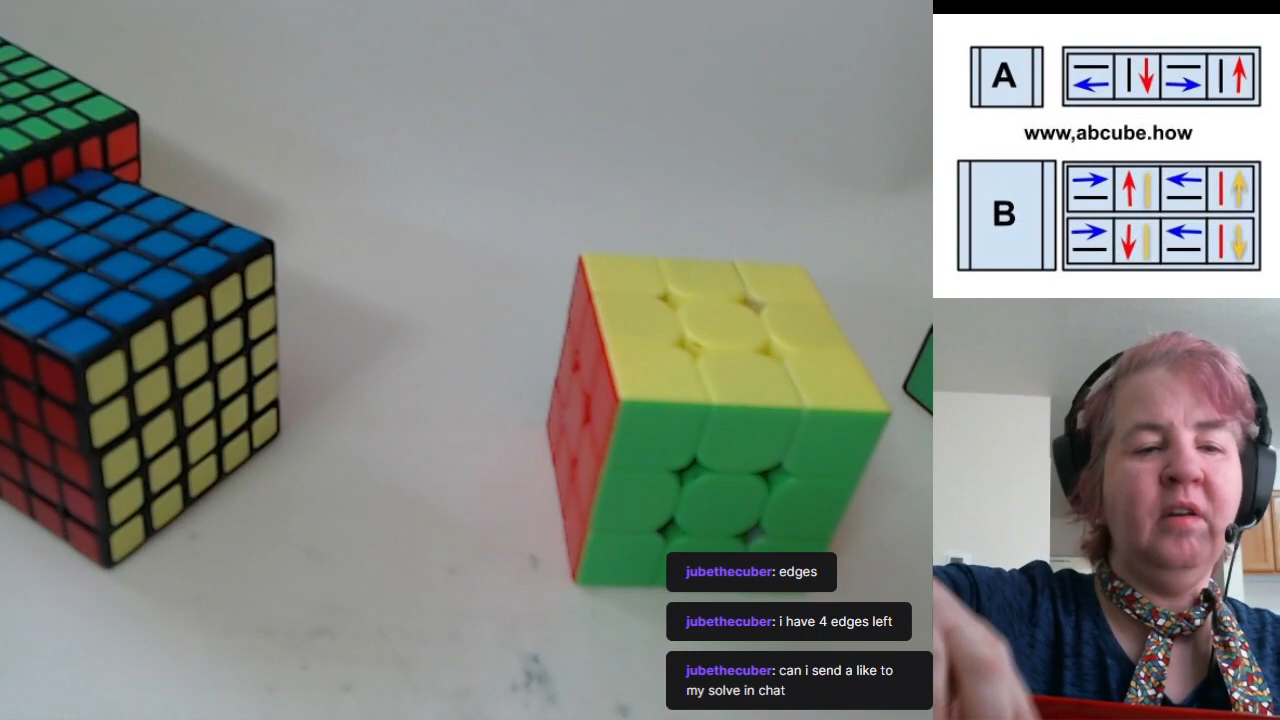 A
www,abcube.how
B
jubethecuber: edges
jubethecuber: i have 4 edges left
jubethecuber: can i send a like to
my solve in chat